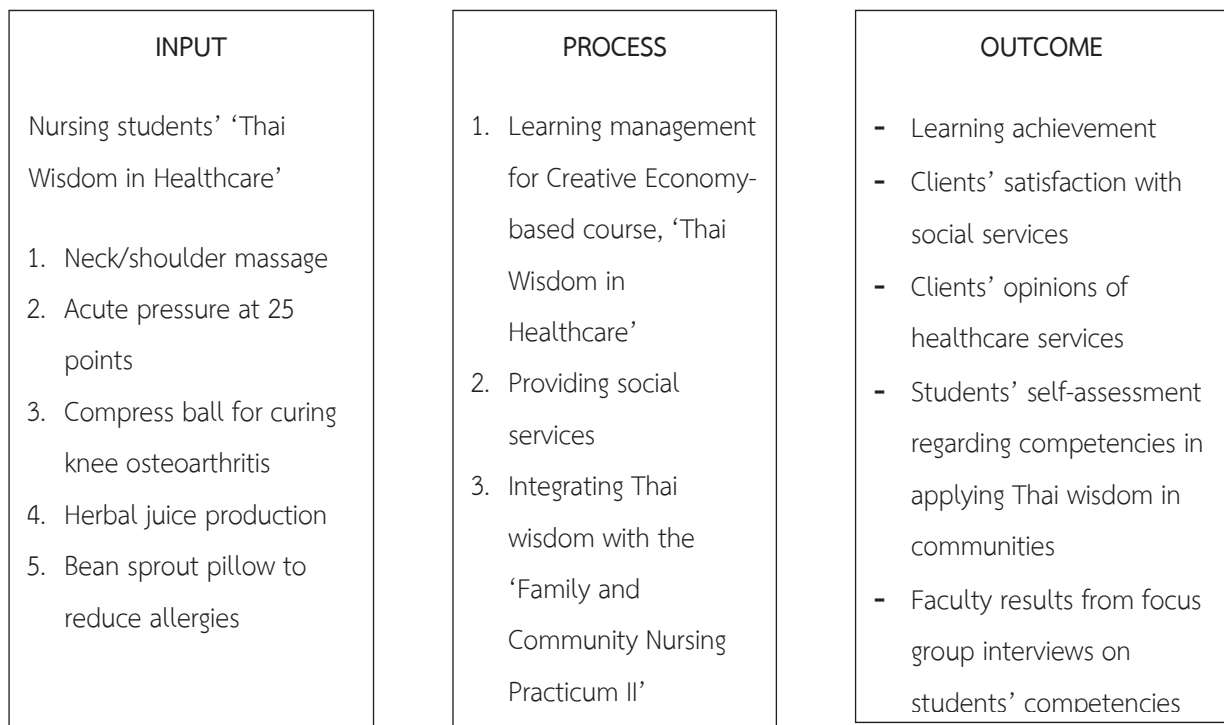 INPUT
Nursing students’ ‘Thai
Wisdom in Healthcare’
1. Neck/shoulder massage
2. Acute pressure at 25
points
3. Compress ball for curing
knee osteoarthritis
4. Herbal juice production
5. Bean sprout pillow to
reduce allergies
PROCESS
1. Learning management
for Creative Economy-
based course, ‘Thai
Wisdom in
Healthcare’
2. Providing social
services
3. Integrating Thai
wisdom with the
‘Family and
Community Nursing
Practicum II’
OUTCOME
- Learning achievement
- Clients’ satisfaction with
social services
- Clients’ opinions of
healthcare services
- Students’ self-assessment
regarding competencies in
applying Thai wisdom in
communities
- Faculty results from focus
group interviews on
students’ competencies